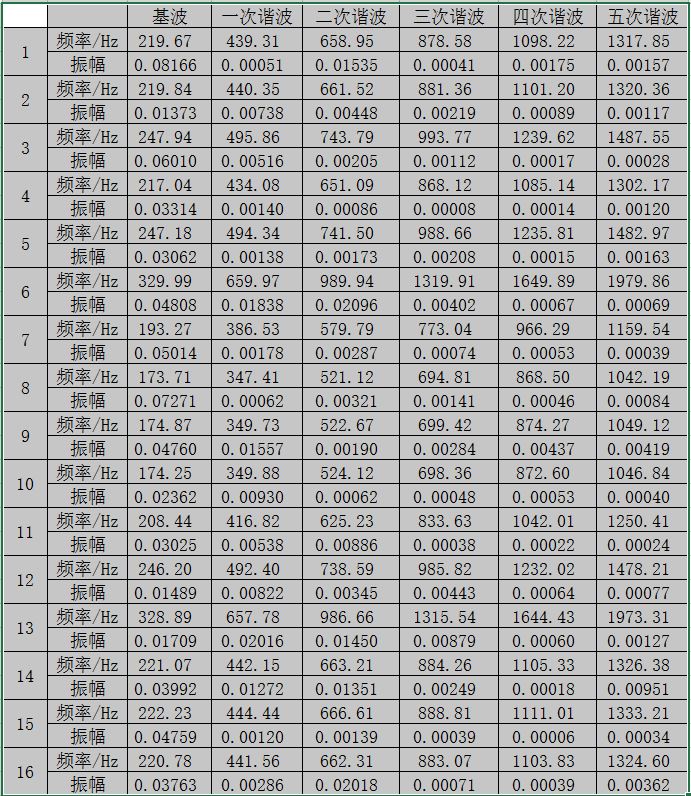 基波 一次谐波 二次谐波 三次谐波 四次谐波 五次谐波
1 频率/Hz 219.67 439.31 658.95 878.58 1098.22 1317.85
振幅 0.08166 0.00051 0.01535 0.00041 0.00175 0.00157
2 频率/Hz 219.84 440.35 661.52 881.36 1101.20 1320.36
振幅 0.01373 0.00738 0.00448 0.00219 0.00089 0.00117
3 频率/Hz 247.94 495.86 743.79 993.77 1239.62 1487.55
振幅 0.06010 0.00516 0.00205 0.00112 0.00017 0.00028
4 频率/Hz 217.04 434.08 651.09 868.12 1085.14 1302.17
振幅 0.03314 0.00140 0.00086 0.00008 0.00014 0.00120
5 频率/Hz 247.18 494.34 741.50 988.66 1235.81 1482.97
振幅 0.03062 0.00138 0.00173 0.00208 0.00015 0.00163
6 频率/Hz 329.99 659.97 989.94 1319.91 1649.89 1979.86
振幅 0.04808 0.01838 0.02096 0.00402 0.00067 0.00069
7 频率/Hz 193.27 386.53 579.79 773.04 966.29 1159.54
振幅 0.05014 0.00178 0.00287 0.00074 0.00053 0.00039
8 频率/Hz 173.71 347.41 521.12 694.81 868.50 1042.19
振幅 0.07271 0.00062 0.00321 0.00141 0.00046 0.00084
9 频率/Hz 174.87 349.73 522.67 699.42 874.27 1049.12
振幅 0.04760 0.01557 0.00190 0.00284 0.00437 0.00419
10 频率/Hz 174.25 349.88 524.12 698.36 872.60 1046.84
振幅 0.02362 0.00930 0.00062 0.00048 0.00053 0.00040
11 频率/Hz 208.44 416.82 625.23 833.63 1042.01 1250.41
振幅 0.03025 0.00538 0.00886 0.00038 0.00022 0.00024
12 频率/Hz 246.20 492.40 738.59 985.82 1232.02 1478.21
振幅 0.01489 0.00822 0.00345 0.00443 0.00064 0.00077
13 频率/Hz 328.89 657.78 986.66 1315.54 1644.43 1973.31
振幅 0.01709 0.02016 0.01450 0.00879 0.00060 0.00127
14 频率/Hz 221.07 442.15 663.21 884.26 1105.33 1326.38
振幅 0.03992 0.01272 0.01351 0.00249 0.00018 0.00951
15 频率/Hz 222.23 444.44 666.61 888.81 1111.01 1333.21
振幅 0.04759 0.00120 0.00139 0.00039 0.00006 0.00034
16 频率/Hz 220.78 441.56 662.31 883.07 1103.83 1324.60
振幅 0.03763 0.00286 0.02018 0.00071 0.00039 0.00362